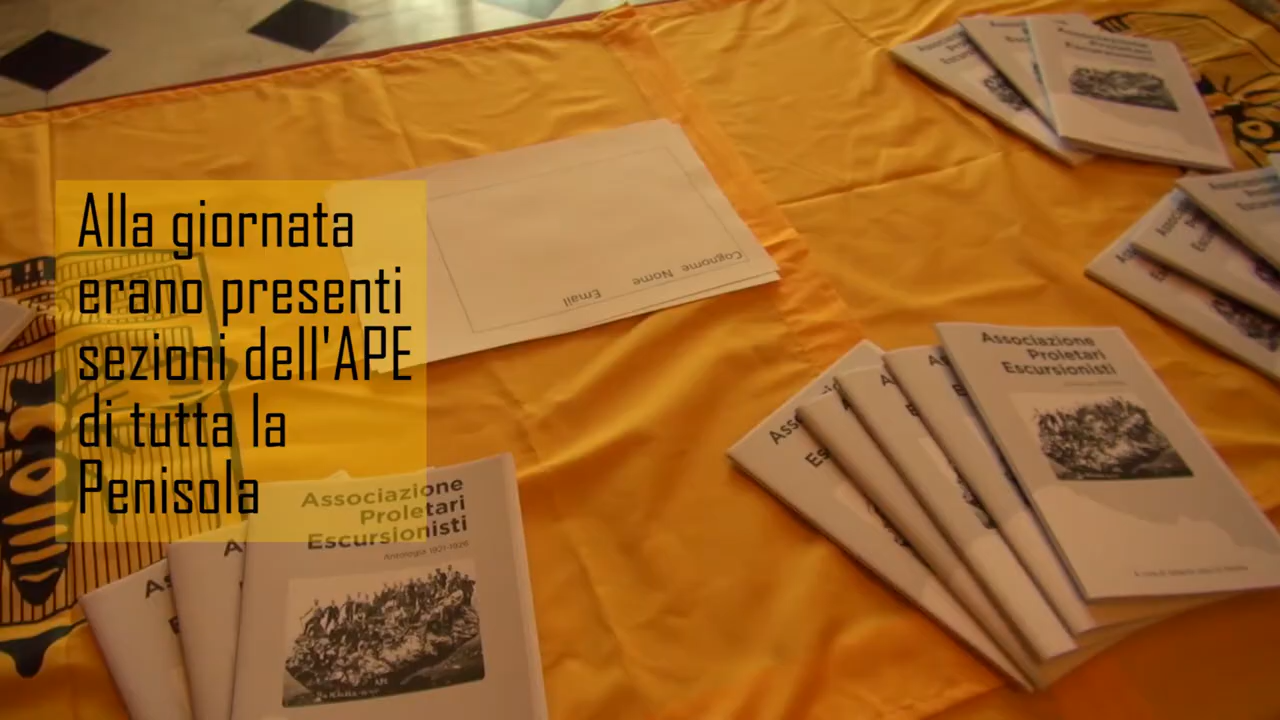 Alla giornata
erano presenti
sezioni dell'APE
di tutta la
Penisola
Cognome Nome
Email
Associazione
Proletari
Escursionisti
Antologia 1921-1926
Associazione
Proletari
Escursionisti